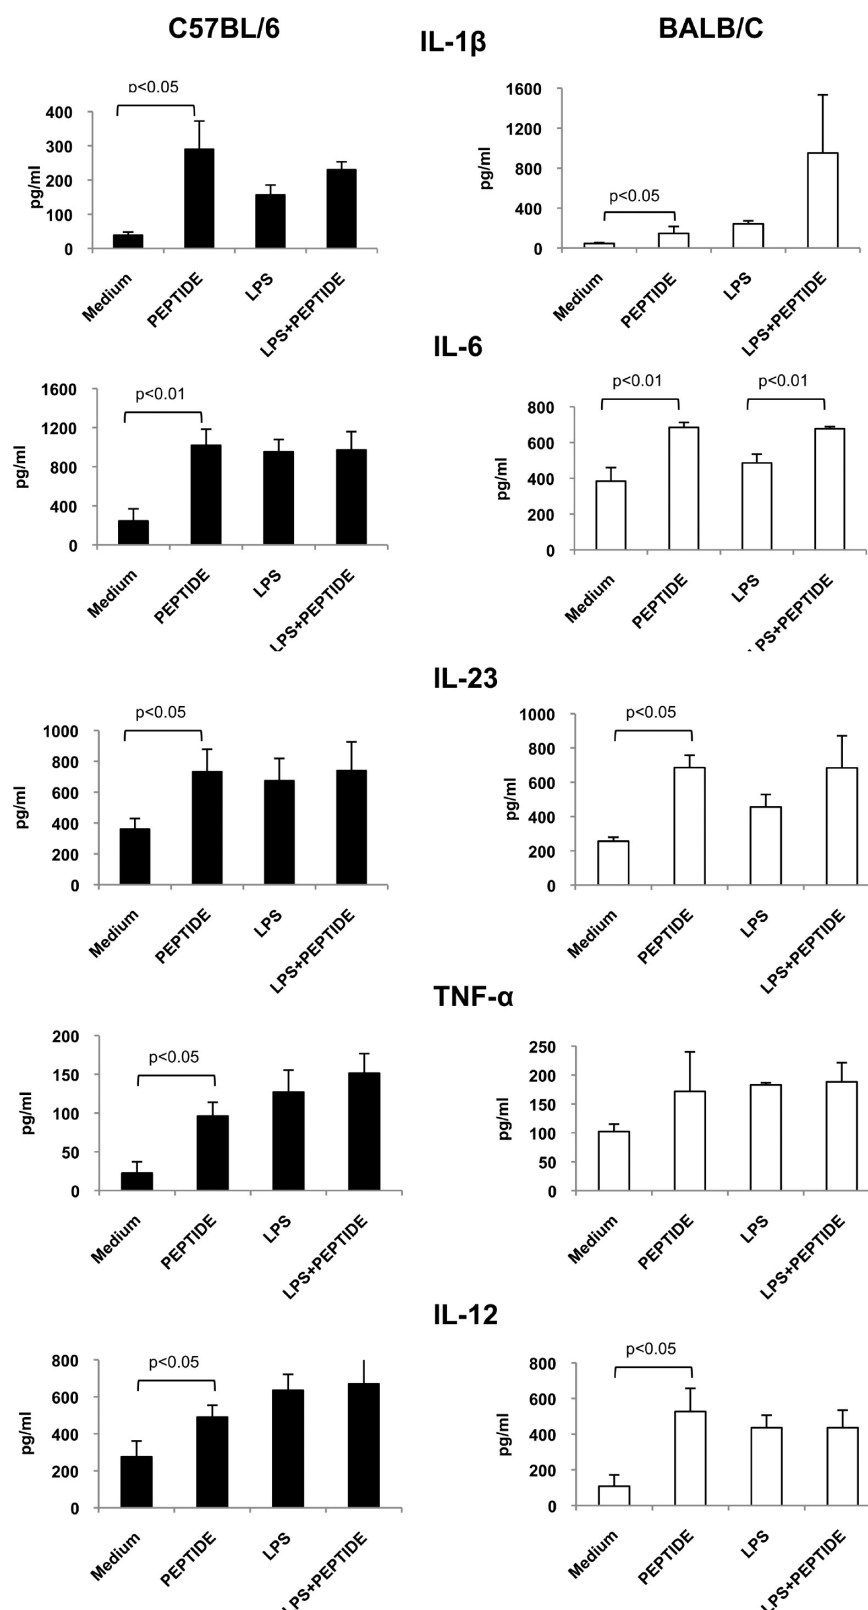 C57BL/6
IL-1β
BALB/C
p<0.05
400
300
200
100
0
pg/ml
Medium
PEPTIDE
LPS
LPS+PEPTIDE
1600
1200
800
400
0
pg/ml
p<0.05
Medium
PEPTIDE
LPS
LPS+PEPTIDE
IL-6
p<0.01
1600
1200
800
400
0
pg/ml
Medium
PEPTIDE
LPS
LPS+PEPTIDE
p<0.01
p<0.01
800
600
400
200
0
pg/ml
Medium
PEPTIDE
LPS
LPS+PEPTIDE
IL-23
p<0.05
1000
800
600
400
200
0
pg/ml
Medium
PEPTIDE
LPS
LPS+PEPTIDE
p<0.05
1000
800
600
400
200
0
pg/ml
Medium
PEPTIDE
LPS
LPS+PEPTIDE
TNF-α
p<0.05
200
150
100
50
0
pg/ml
Medium
PEPTIDE
LPS
LPS+PEPTIDE
250
200
150
100
50
0
pg/ml
Medium
PEPTIDE
LPS
LPS+PEPTIDE
IL-12
p<0.05
800
600
400
200
0
pg/ml
Medium
PEPTIDE
LPS
LPS+PEPTIDE
p<0.05
800
600
400
200
0
pg/ml
Medium
PEPTIDE
LPS
LPS+PEPTIDE